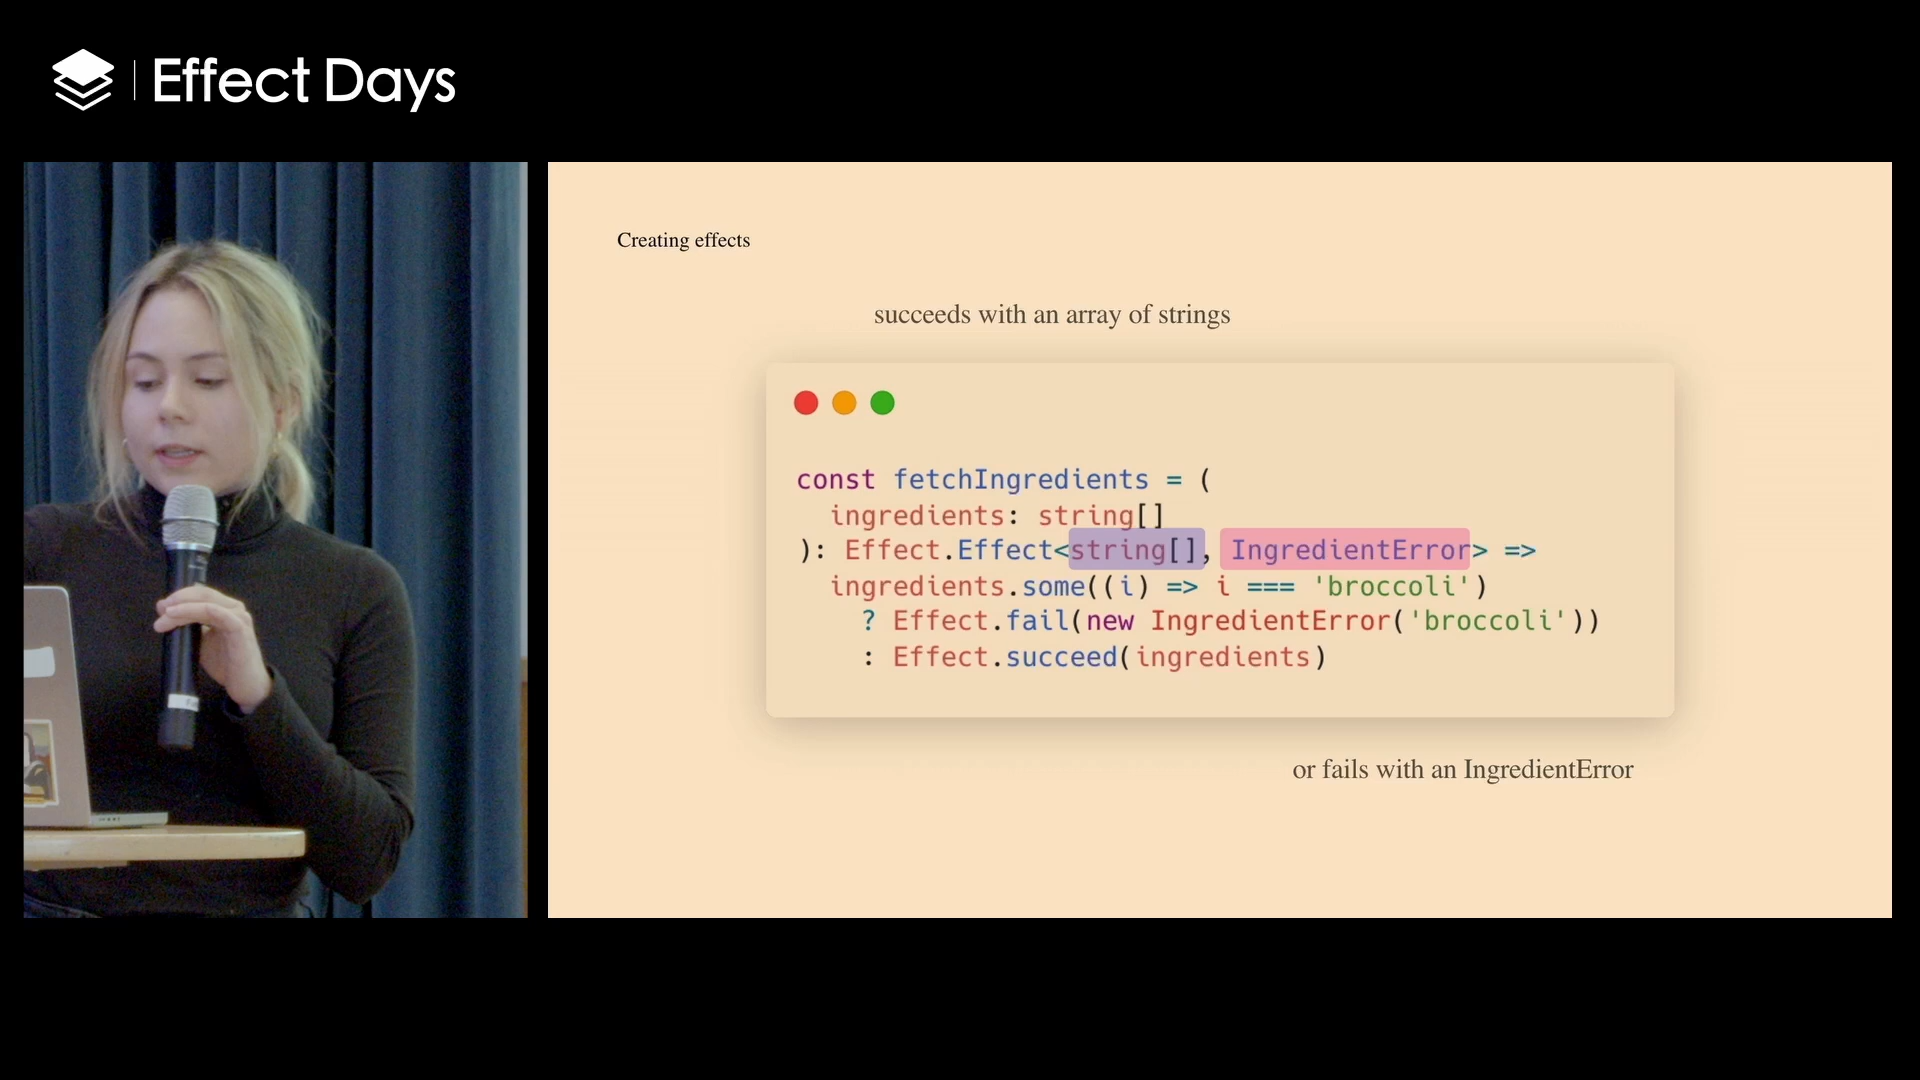 Effect Days
Creating effects
succeeds with an array of strings
const fetchIngredients = (
  ingredients: string[]
): Effect.Effect<string[], IngredientError> =>
  ingredients.some((i) => i === 'broccoli')
    ? Effect.fail(new IngredientError('broccoli'))
    : Effect.succeed(ingredients)
or fails with an IngredientError